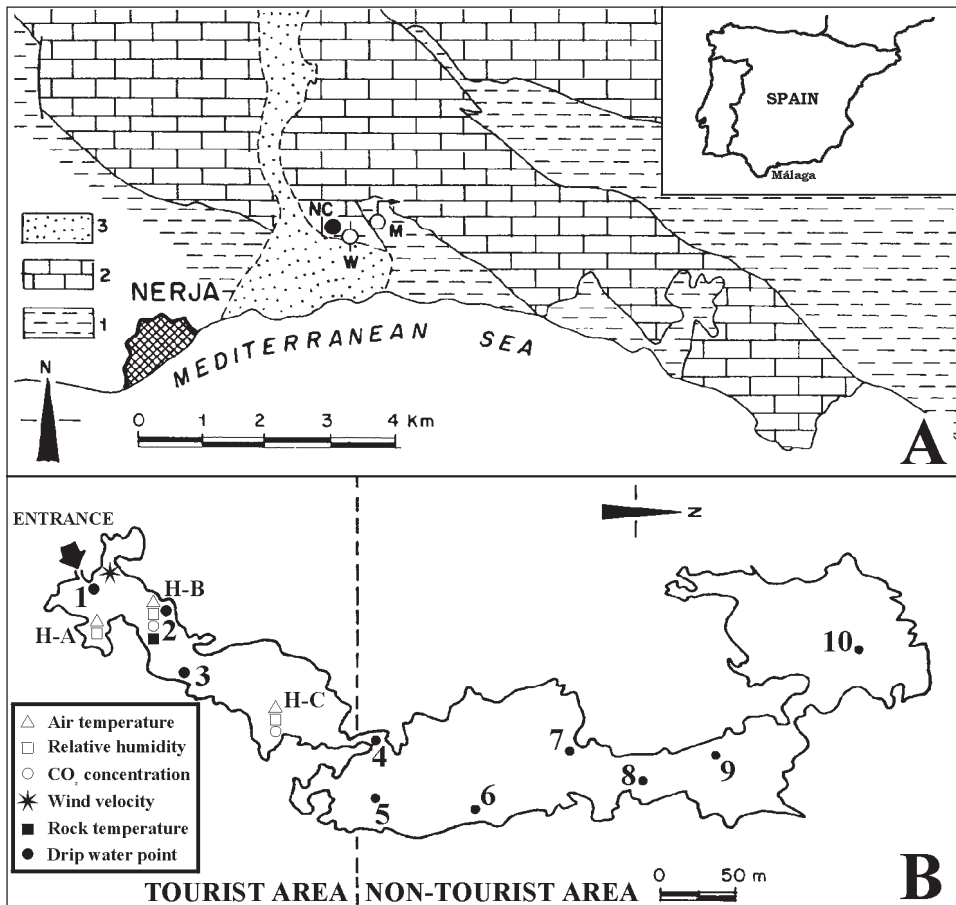 SPAIN
Málaga
3
2
1
NC
M
W
NERJA
MEDITERRANEAN SEA
N
0 1 2 3 4 Km
A
ENTRANCE
N
1
H-B
2
H-A
3
H-C
4
5
6
7
8
9
10
Air temperature
Relative humidity
CO₂ concentration
Wind velocity
Rock temperature
Drip water point
0 50 m
TOURIST AREA NON-TOURIST AREA
B